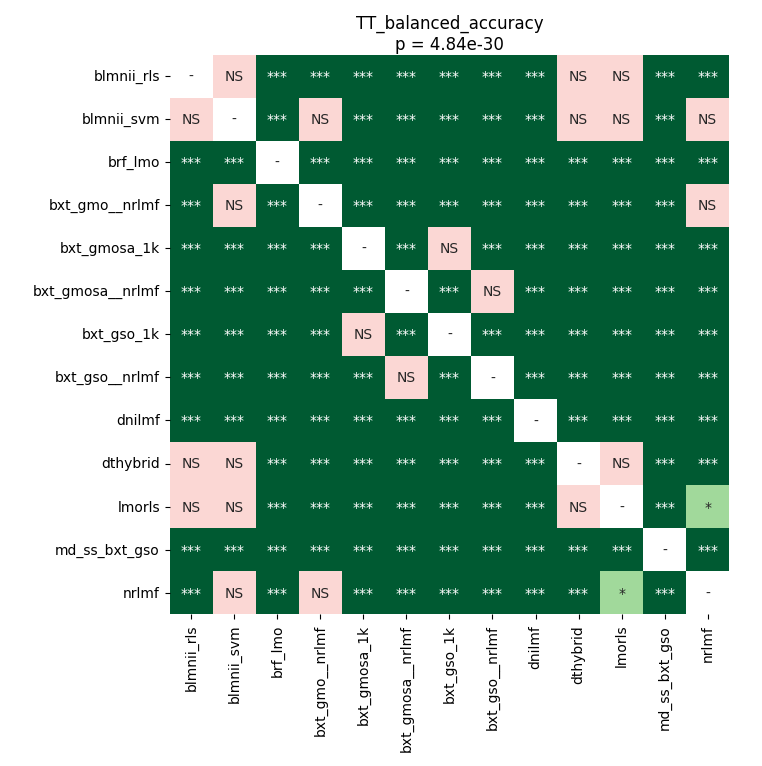 TT_balanced_accuracy
p = 4.84e-30
blmnii_rls - NS *** *** *** *** *** *** *** NS NS *** ***
blmnii_svm NS - *** NS *** *** *** *** *** NS NS *** NS
brf_lmo *** *** - *** *** *** *** *** *** *** *** *** ***
bxt_gmo__nrlmf *** NS *** - *** *** *** *** *** *** *** *** NS
bxt_gmosa_1k *** *** *** *** - *** NS *** *** *** *** *** ***
bxt_gmosa__nrlmf *** *** *** *** *** - *** NS *** *** *** *** ***
bxt_gso_1k *** *** *** *** NS *** - *** *** *** *** *** ***
bxt_gso__nrlmf *** *** *** *** *** NS *** - *** *** *** *** ***
dnilmf *** *** *** *** *** *** *** *** - *** *** *** ***
dthybrid NS NS *** *** *** *** *** *** *** - NS *** ***
lmorls NS NS *** *** *** *** *** *** *** NS - *** *
md_ss_bxt_gso *** *** *** *** *** *** *** *** *** *** *** - ***
nrlmf *** NS *** NS *** *** *** *** *** *** * *** -
blmnii_rls
blmnii_svm
brf_lmo
bxt_gmo__nrlmf
bxt_gmosa_1k
bxt_gmosa__nrlmf
bxt_gso_1k
bxt_gso__nrlmf
dnilmf
dthybrid
lmorls
md_ss_bxt_gso
nrlmf